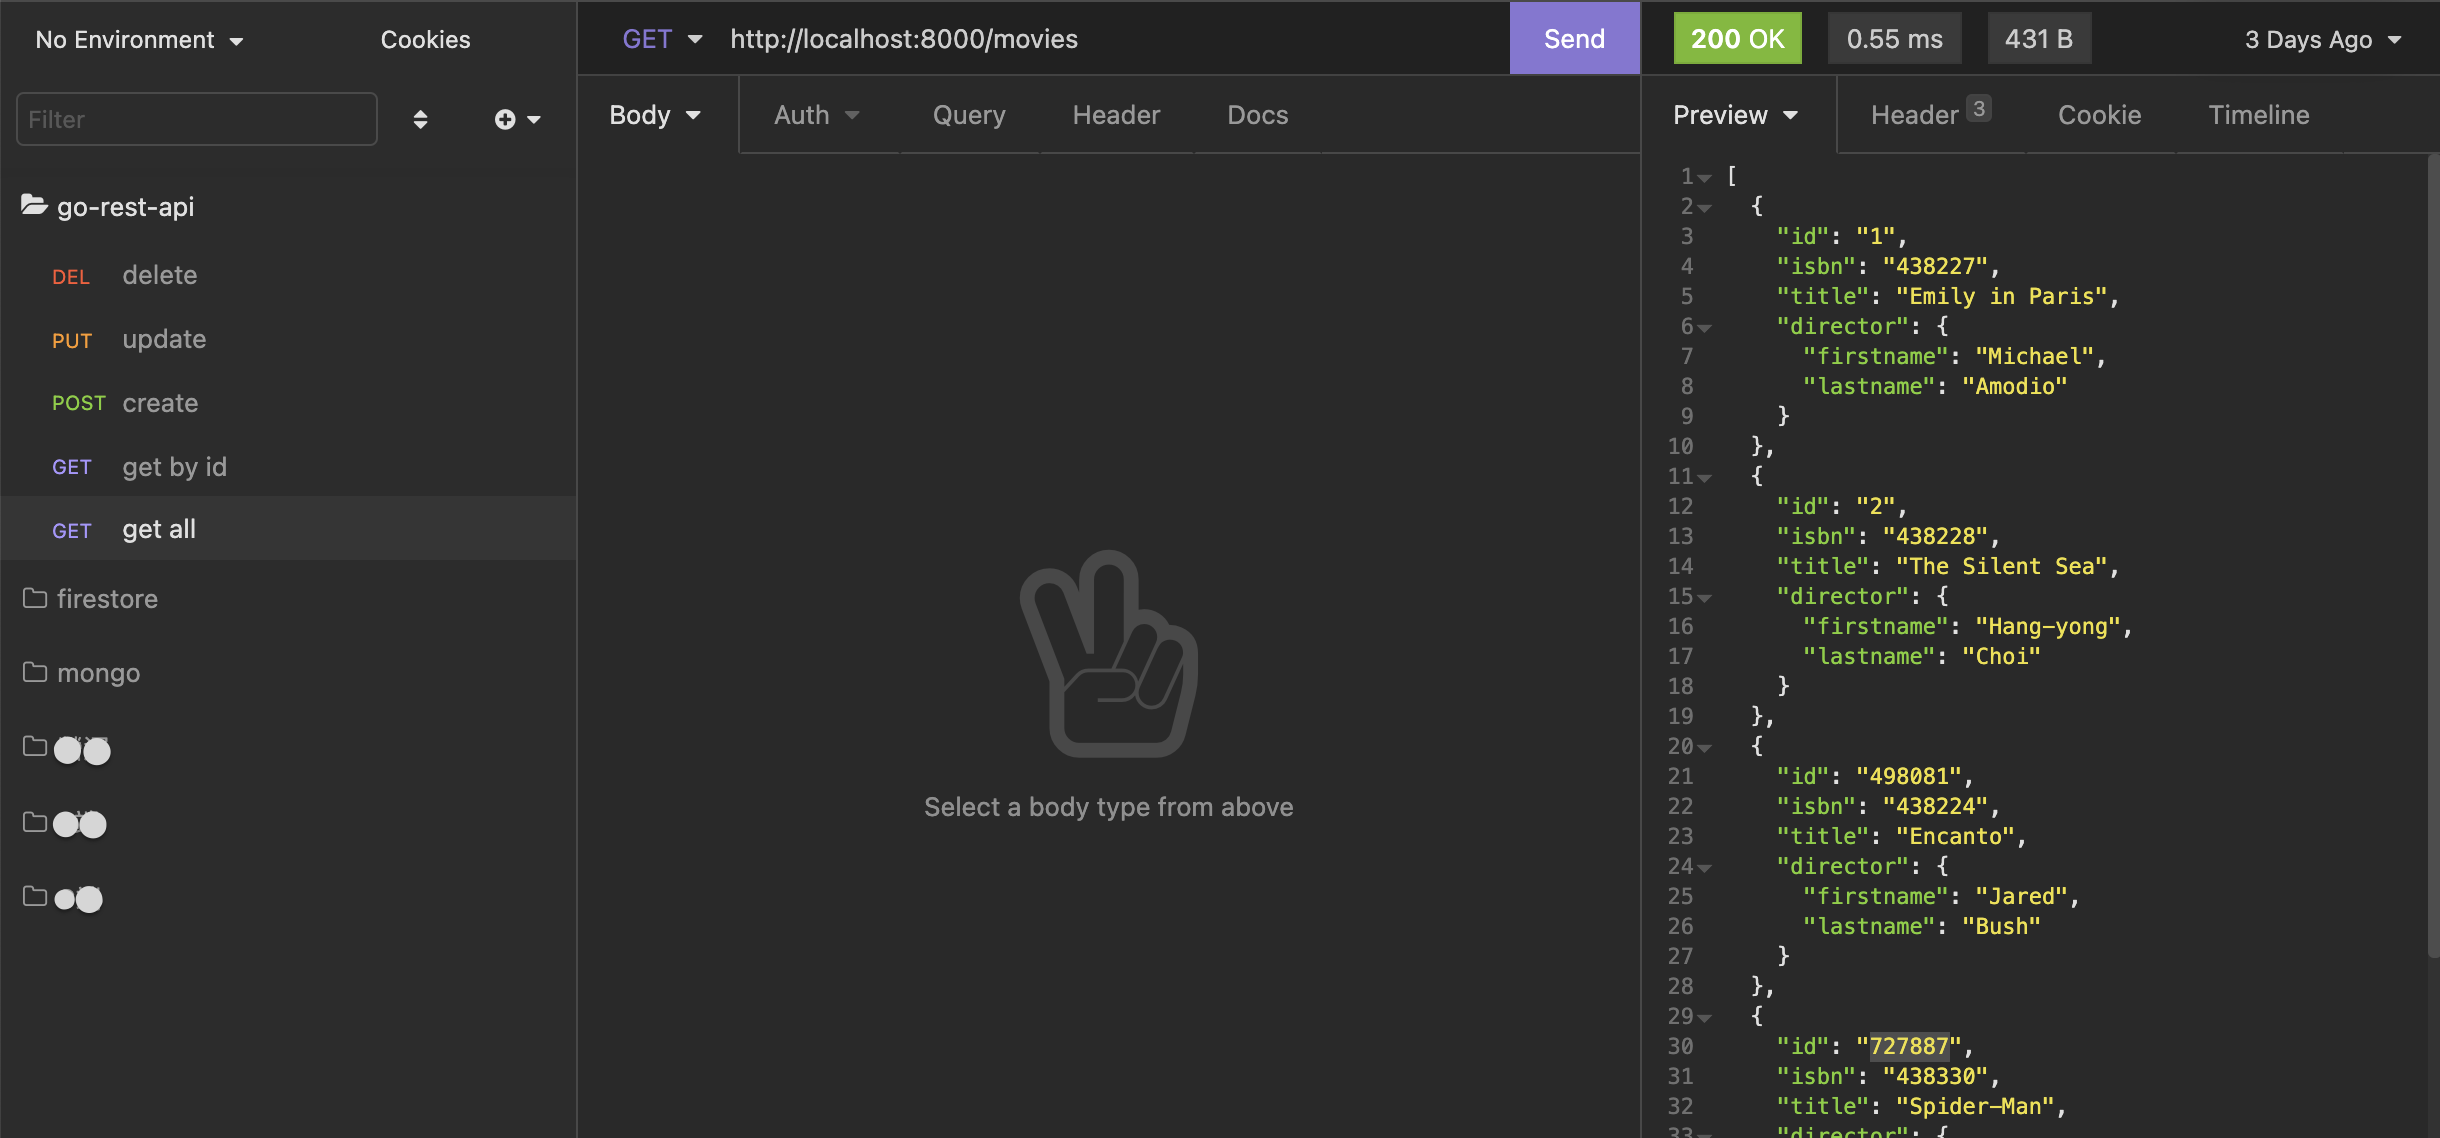 No Environment Cookies
Filter
go-rest-api
DEL delete
PUT update
POST create
GET get by id
GET get all
firestore
mongo
GET http://localhost:8000/movies Send
Body Auth Query Header Docs
Select a body type from above
200 OK 0.55 ms 431 B 3 Days Ago
Preview Header 3 Cookie Timeline
1 [
2 {
3 "id": "1",
4 "isbn": "438227",
5 "title": "Emily in Paris",
6 "director": {
7 "firstname": "Michael",
8 "lastname": "Amodio"
9 }
10 },
11 {
12 "id": "2",
13 "isbn": "438228",
14 "title": "The Silent Sea",
15 "director": {
16 "firstname": "Hang-yong",
17 "lastname": "Choi"
18 }
19 },
20 {
21 "id": "498081",
22 "isbn": "438224",
23 "title": "Encanto",
24 "director": {
25 "firstname": "Jared",
26 "lastname": "Bush"
27 }
28 },
29 {
30 "id": "727887",
31 "isbn": "438330",
32 "title": "Spider-Man",
33 "director": {